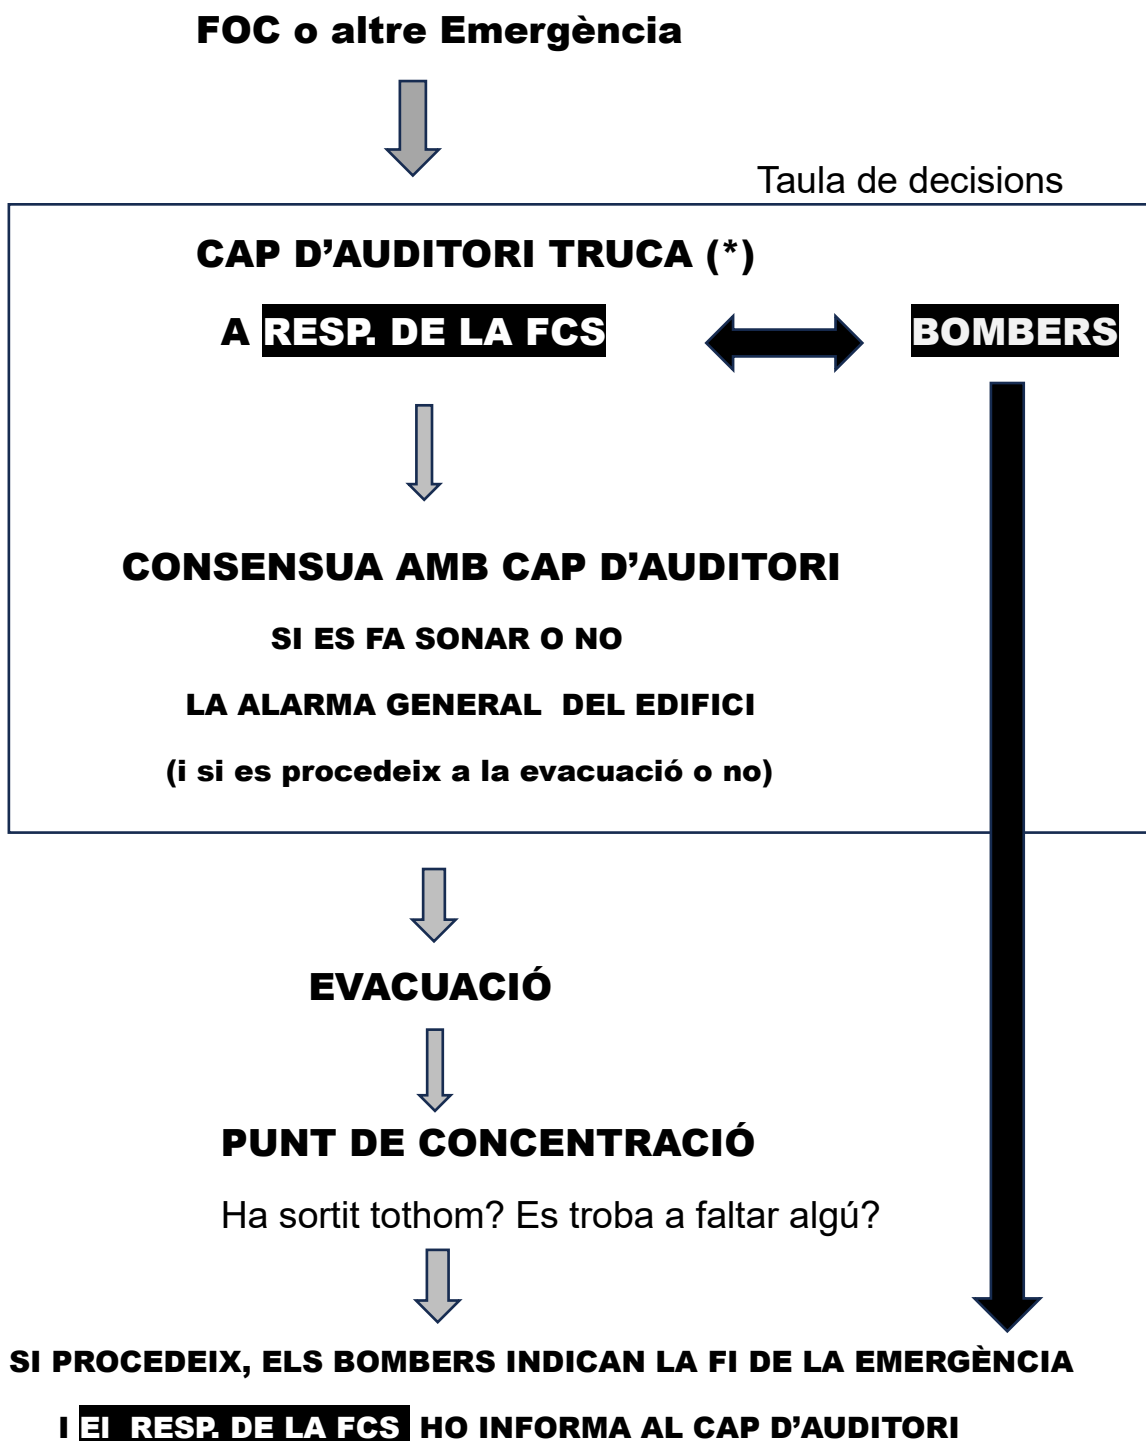 FOC o altre Emergència
Taula de decisions
CAP D’AUDITORI TRUCA (*)
A RESP. DE LA FCS BOMBERS
CONSENSUA AMB CAP D’AUDITORI
SI ES FA SONAR O NO
LA ALARMA GENERAL DEL EDIFICI
(i si es procedeix a la evacuació o no)
EVACUACIÓ
PUNT DE CONCENTRACIÓ
Ha sortit tothom? Es troba a faltar algú?
SI PROCEDEIX, ELS BOMBERS INDICAN LA FI DE LA EMERGÈNCIA
I El RESP. DE LA FCS HO INFORMA AL CAP D’AUDITORI